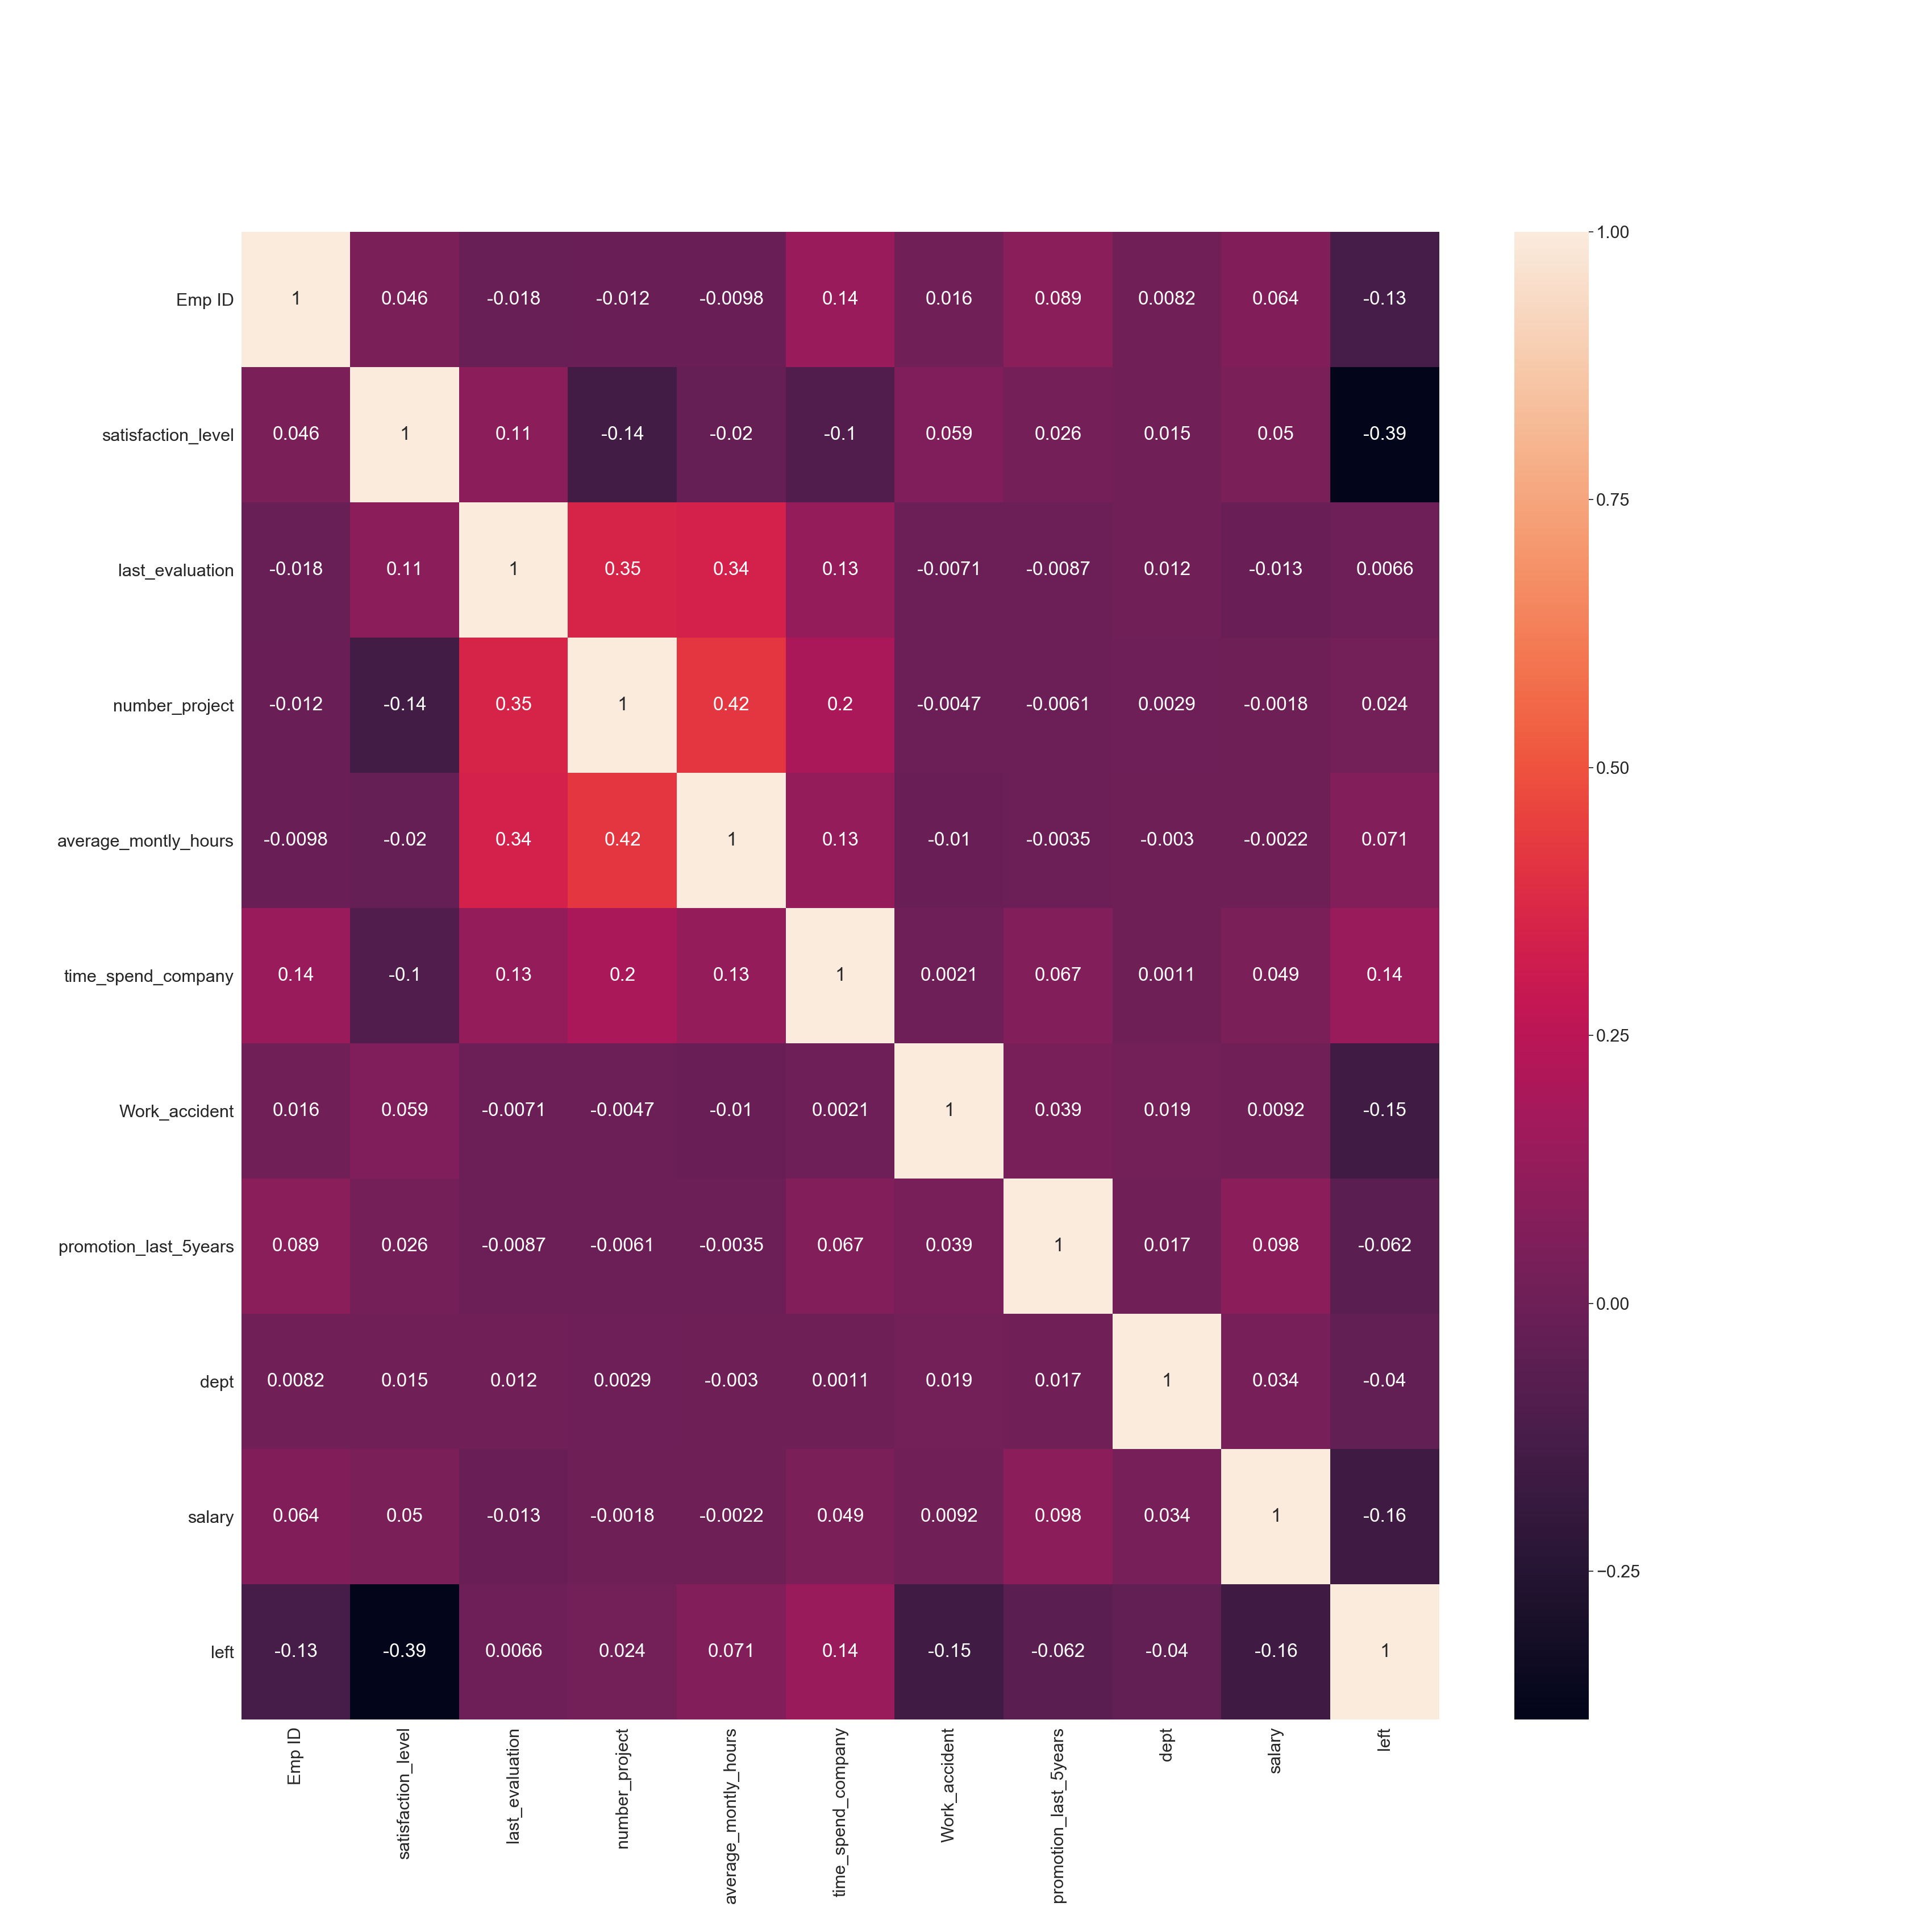 1.00
Emp ID 1 0.046 -0.018 -0.012 -0.0098 0.14 0.016 0.089 0.0082 0.064 -0.13
satisfaction_level 0.046 1 0.11 -0.14 -0.02 -0.1 0.059 0.026 0.015 0.05 -0.39
0.75
last_evaluation -0.018 0.11 1 0.35 0.34 0.13 -0.0071 -0.0087 0.012 -0.013 0.0066
number_project -0.012 -0.14 0.35 1 0.42 0.2 -0.0047 -0.0061 0.0029 -0.0018 0.024
0.50
average_montly_hours -0.0098 -0.02 0.34 0.42 1 0.13 -0.01 -0.0035 -0.003 -0.0022 0.071
time_spend_company 0.14 -0.1 0.13 0.2 0.13 1 0.0021 0.067 0.0011 0.049 0.14
0.25
Work_accident 0.016 0.059 -0.0071 -0.0047 -0.01 0.0021 1 0.039 0.019 0.0092 -0.15
promotion_last_5years 0.089 0.026 -0.0087 -0.0061 -0.0035 0.067 0.039 1 0.017 0.098 -0.062
0.00
dept 0.0082 0.015 0.012 0.0029 -0.003 0.0011 0.019 0.017 1 0.034 -0.04
salary 0.064 0.05 -0.013 -0.0018 -0.0022 0.049 0.0092 0.098 0.034 1 -0.16
−0.25
left -0.13 -0.39 0.0066 0.024 0.071 0.14 -0.15 -0.062 -0.04 -0.16 1
Emp ID
satisfaction_level
last_evaluation
number_project
average_montly_hours
time_spend_company
Work_accident
promotion_last_5years
dept
salary
left